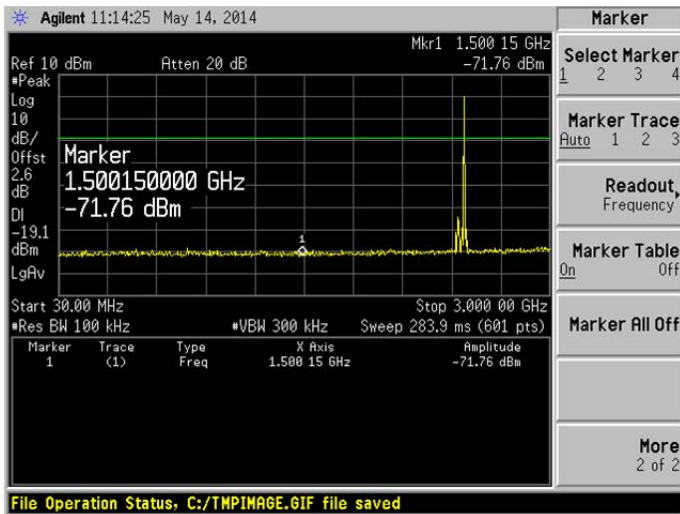 Agilent 11:14:25 May 14, 2014
Marker
Mkr1 1.500 15 GHz
Ref 10 dBm Atten 20 dB -71.76 dBm
#Peak
Log
10
dB/
Offst
2.6
dB
DI
-19.1
dBm
LgAv
Marker
1.500150000 GHz
-71.76 dBm
1
Start 30.00 MHz Stop 3.000 00 GHz
#Res BW 100 kHz #VBW 300 kHz Sweep 283.9 ms (601 pts)
Marker Trace Type X Axis Amplitude
1 (1) Freq 1.500 15 GHz -71.76 dBm
Select Marker
1 2 3 4
Marker Trace
Auto 1 2 3
Readout
Frequency
Marker Table
On Off
Marker All Off
More
2 of 2
File Operation Status, C:/TMPIMAGE.GIF file saved